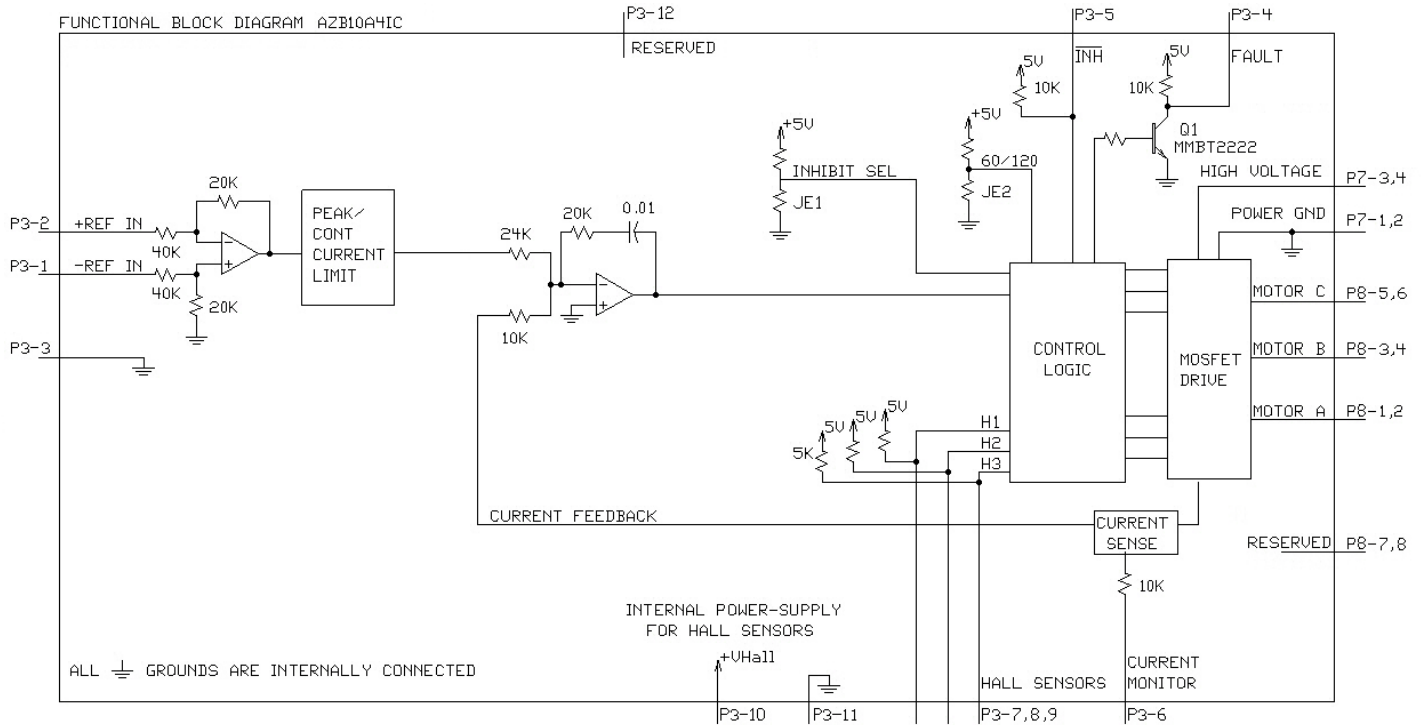 FUNCTIONAL BLOCK DIAGRAM AZB10A4IC
P3-12
RESERVED
P3-5
INH
P3-4
FAULT
5V
10K
5V
10K
Q1
MMBT2222
+5V
INHIBIT SEL
JE1
+5V
60/120
JE2
HIGH VOLTAGE
P7-3,4
POWER GND
P7-1,2
P3-2
+REF IN
40K
20K
P3-1
-REF IN
40K
20K
PEAK/
CONT
CURRENT
LIMIT
24K
20K
0.01
10K
P3-3
CONTROL
LOGIC
MOSFET
DRIVE
MOTOR C
P8-5,6
MOTOR B
P8-3,4
MOTOR A
P8-1,2
5V
5V
5V
5K
H1
H2
H3
CURRENT FEEDBACK
CURRENT
SENSE
RESERVED
P8-7,8
10K
INTERNAL POWER-SUPPLY
FOR HALL SENSORS
+VHall
ALL GROUNDS ARE INTERNALLY CONNECTED
HALL SENSORS
CURRENT
MONITOR
P3-10
P3-11
P3-7,8,9
P3-6